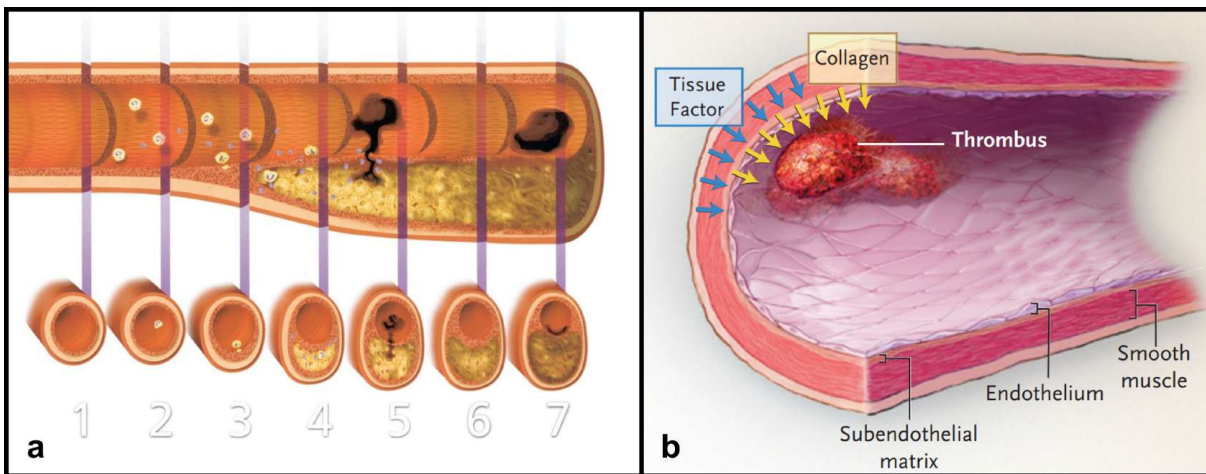 1 2 3 4 5 6 7
a
Tissue
Factor
Collagen
Thrombus
Smooth
muscle
Endothelium
Subendothelial
matrix
b